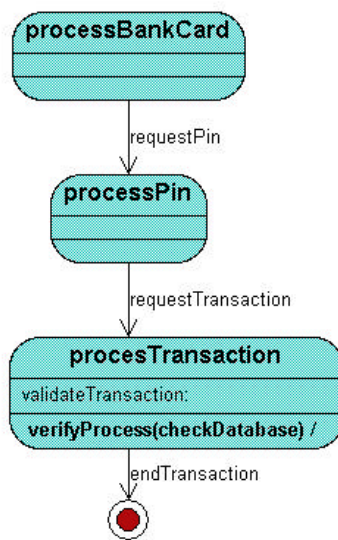 processBankCard
requestPin
processPin
requestTransaction
procesTransaction
validateTransaction:
verifyProcess(checkDatabase) /
endTransaction